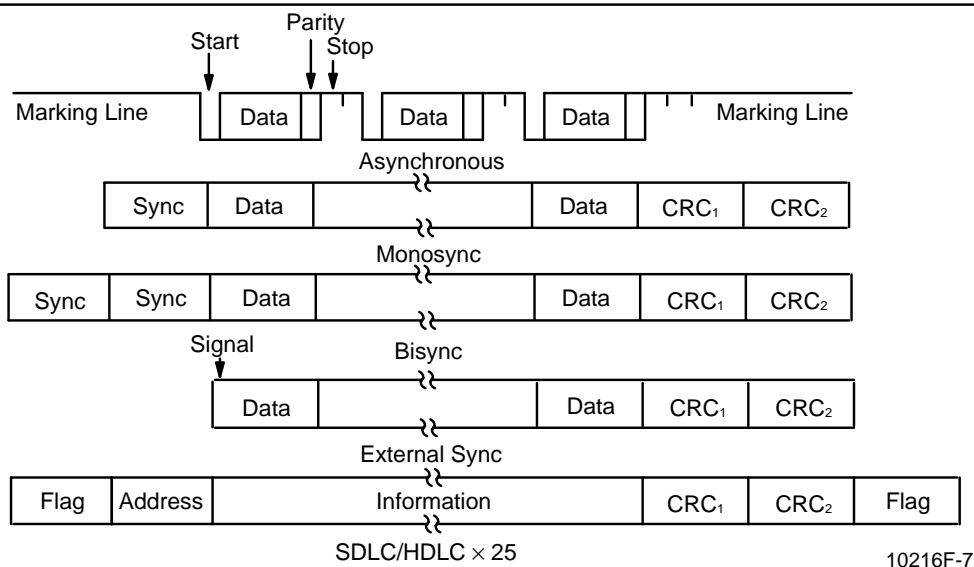 Start Parity Stop
Marking Line Data Data Data Marking Line
Asynchronous
Sync Data Data CRC₁ CRC₂
Monosync
Sync Sync Data Data CRC₁ CRC₂
Signal
Bisync
Data Data CRC₁ CRC₂
External Sync
Flag Address Information CRC₁ CRC₂ Flag
SDLC/HDLC × 25
10216F-7